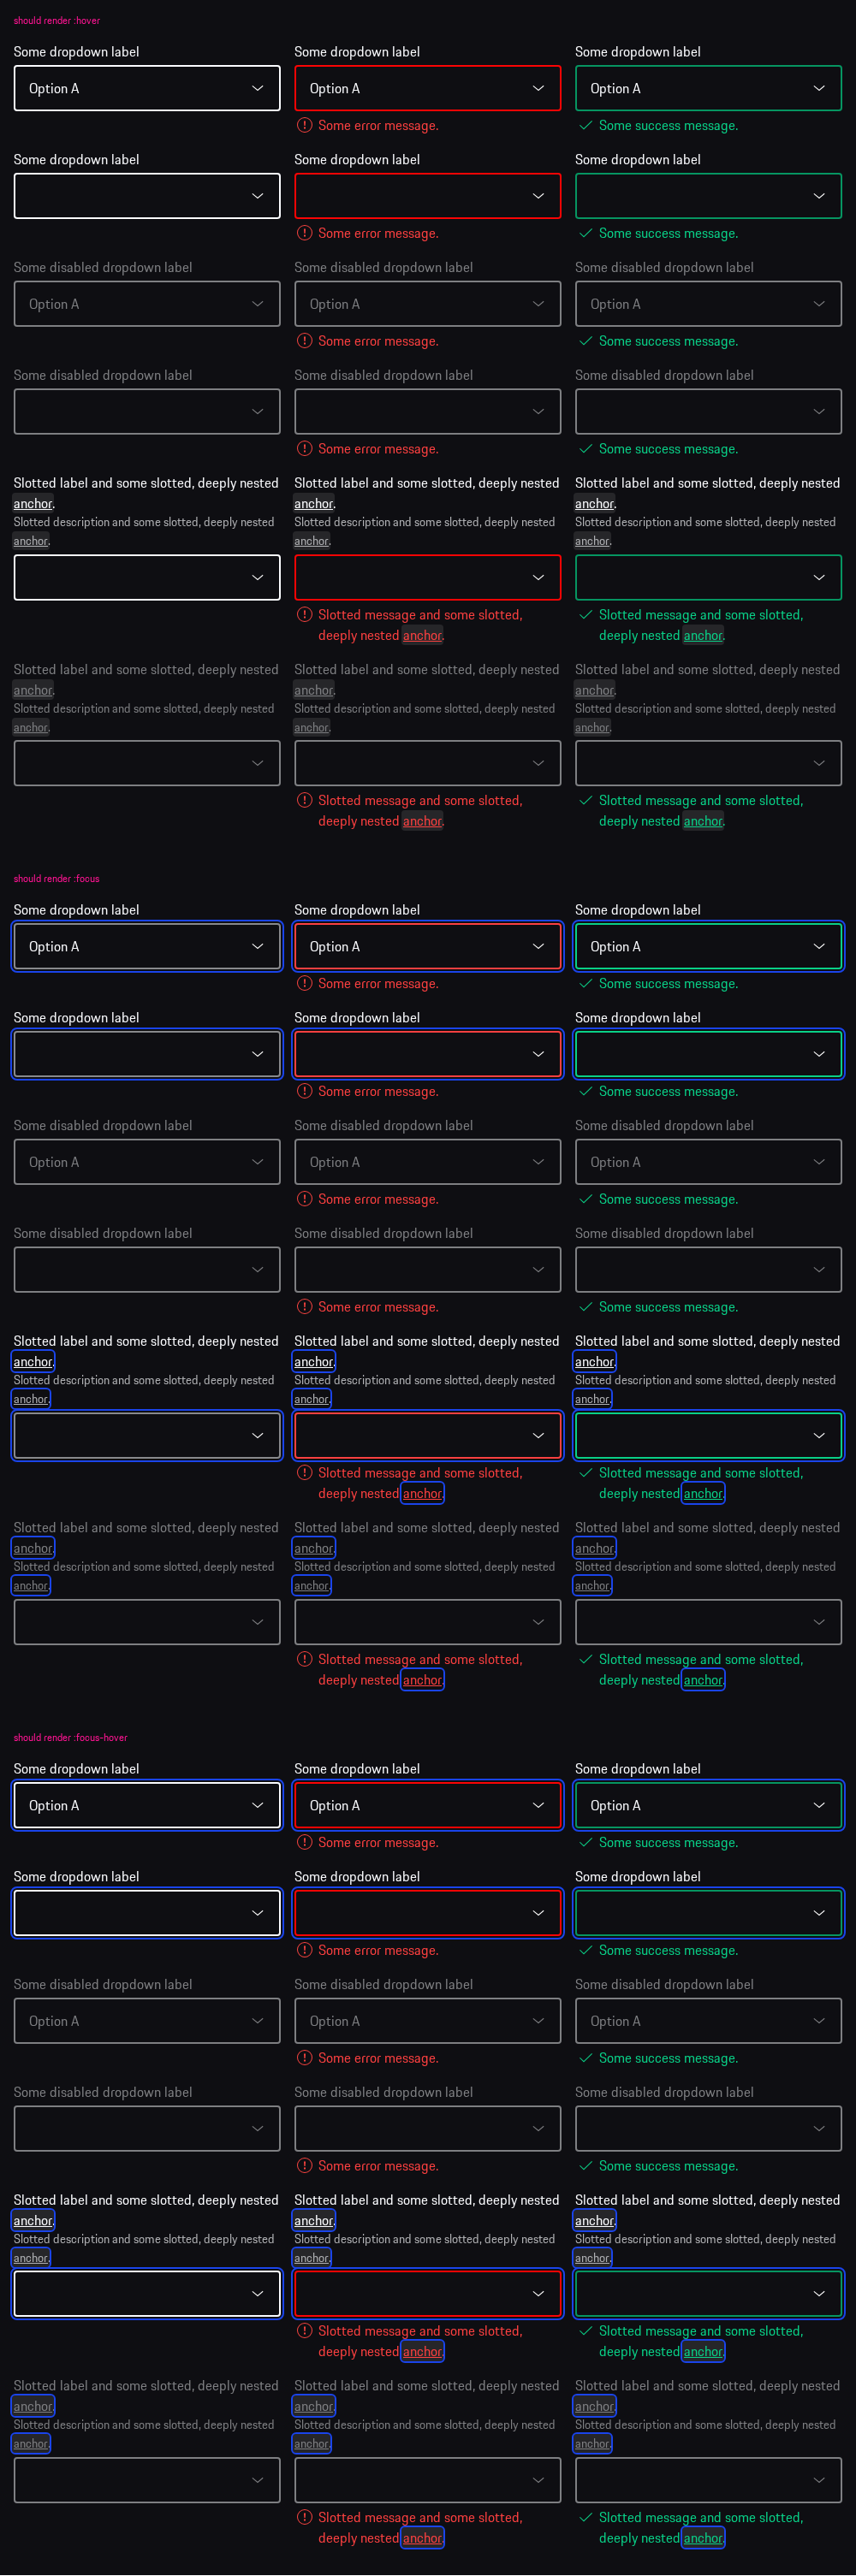 should render :hover
Some dropdown label Some dropdown label Some dropdown label
Option A Option A Option A
Some error message. Some success message.
Some dropdown label Some dropdown label Some dropdown label
Some error message. Some success message.
Some disabled dropdown label Some disabled dropdown label Some disabled dropdown label
Option A Option A Option A
Some error message. Some success message.
Some disabled dropdown label Some disabled dropdown label Some disabled dropdown label
Some error message. Some success message.
Slotted label and some slotted, deeply nested Slotted label and some slotted, deeply nested Slotted label and some slotted, deeply nested
anchor. anchor. anchor.
Slotted description and some slotted, deeply nested Slotted description and some slotted, deeply nested Slotted description and some slotted, deeply nested
anchor. anchor. anchor.
Slotted message and some slotted, Slotted message and some slotted,
deeply nested anchor. deeply nested anchor.
Slotted label and some slotted, deeply nested Slotted label and some slotted, deeply nested Slotted label and some slotted, deeply nested
anchor. anchor. anchor.
Slotted description and some slotted, deeply nested Slotted description and some slotted, deeply nested Slotted description and some slotted, deeply nested
anchor. anchor. anchor.
Slotted message and some slotted, Slotted message and some slotted,
deeply nested anchor. deeply nested anchor.
should render :focus
Some dropdown label Some dropdown label Some dropdown label
Option A Option A Option A
Some error message. Some success message.
Some dropdown label Some dropdown label Some dropdown label
Some error message. Some success message.
Some disabled dropdown label Some disabled dropdown label Some disabled dropdown label
Option A Option A Option A
Some error message. Some success message.
Some disabled dropdown label Some disabled dropdown label Some disabled dropdown label
Some error message. Some success message.
Slotted label and some slotted, deeply nested Slotted label and some slotted, deeply nested Slotted label and some slotted, deeply nested
anchor. anchor. anchor.
Slotted description and some slotted, deeply nested Slotted description and some slotted, deeply nested Slotted description and some slotted, deeply nested
anchor. anchor. anchor.
Slotted message and some slotted, Slotted message and some slotted,
deeply nested anchor. deeply nested anchor.
Slotted label and some slotted, deeply nested Slotted label and some slotted, deeply nested Slotted label and some slotted, deeply nested
anchor. anchor. anchor.
Slotted description and some slotted, deeply nested Slotted description and some slotted, deeply nested Slotted description and some slotted, deeply nested
anchor. anchor. anchor.
Slotted message and some slotted, Slotted message and some slotted,
deeply nested anchor. deeply nested anchor.
should render :focus-hover
Some dropdown label Some dropdown label Some dropdown label
Option A Option A Option A
Some error message. Some success message.
Some dropdown label Some dropdown label Some dropdown label
Some error message. Some success message.
Some disabled dropdown label Some disabled dropdown label Some disabled dropdown label
Option A Option A Option A
Some error message. Some success message.
Some disabled dropdown label Some disabled dropdown label Some disabled dropdown label
Some error message. Some success message.
Slotted label and some slotted, deeply nested Slotted label and some slotted, deeply nested Slotted label and some slotted, deeply nested
anchor. anchor. anchor.
Slotted description and some slotted, deeply nested Slotted description and some slotted, deeply nested Slotted description and some slotted, deeply nested
anchor. anchor. anchor.
Slotted message and some slotted, Slotted message and some slotted,
deeply nested anchor. deeply nested anchor.
Slotted label and some slotted, deeply nested Slotted label and some slotted, deeply nested Slotted label and some slotted, deeply nested
anchor. anchor. anchor.
Slotted description and some slotted, deeply nested Slotted description and some slotted, deeply nested Slotted description and some slotted, deeply nested
anchor. anchor. anchor.
Slotted message and some slotted, Slotted message and some slotted,
deeply nested anchor. deeply nested anchor.